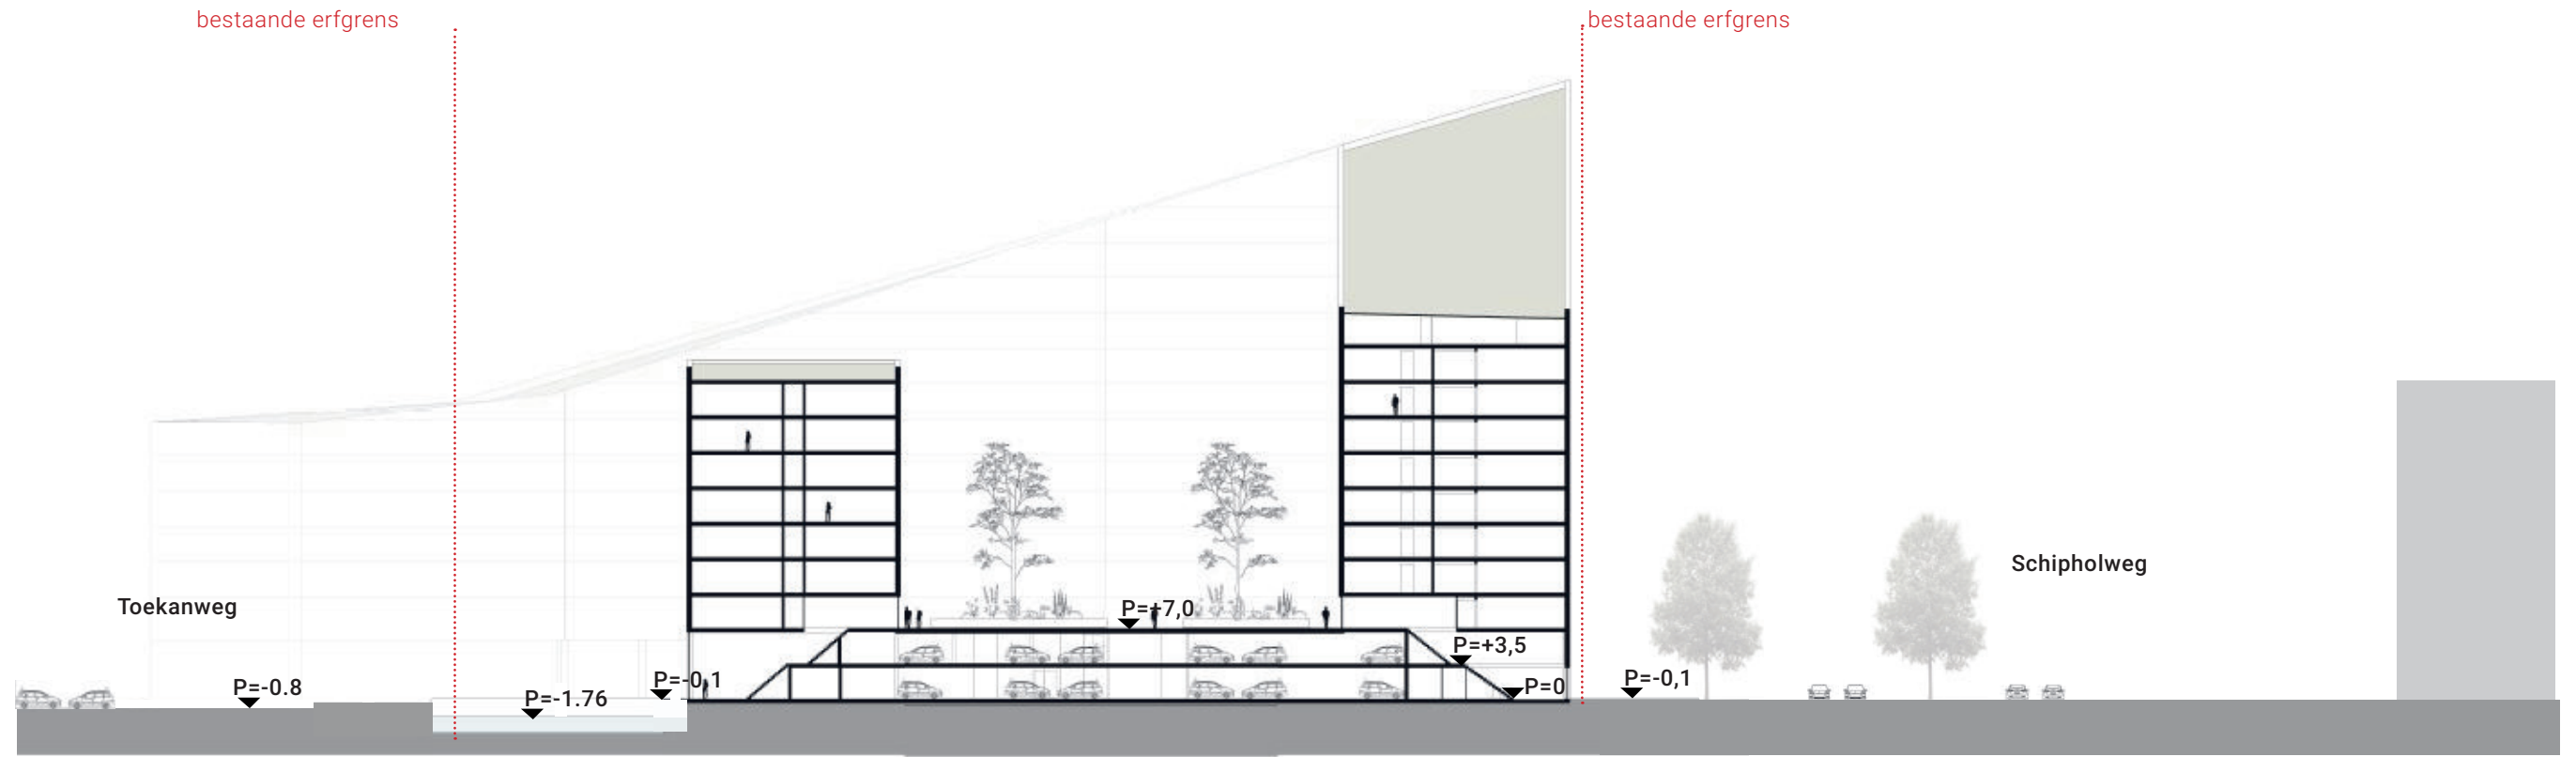 bestaande erfgrens
bestaande erfgrens
Schipholweg
Toekanweg
P=+7,0
P=+3,5
P=-0,1
P=-0,1
P=-0.8
P=0
P=-1.76